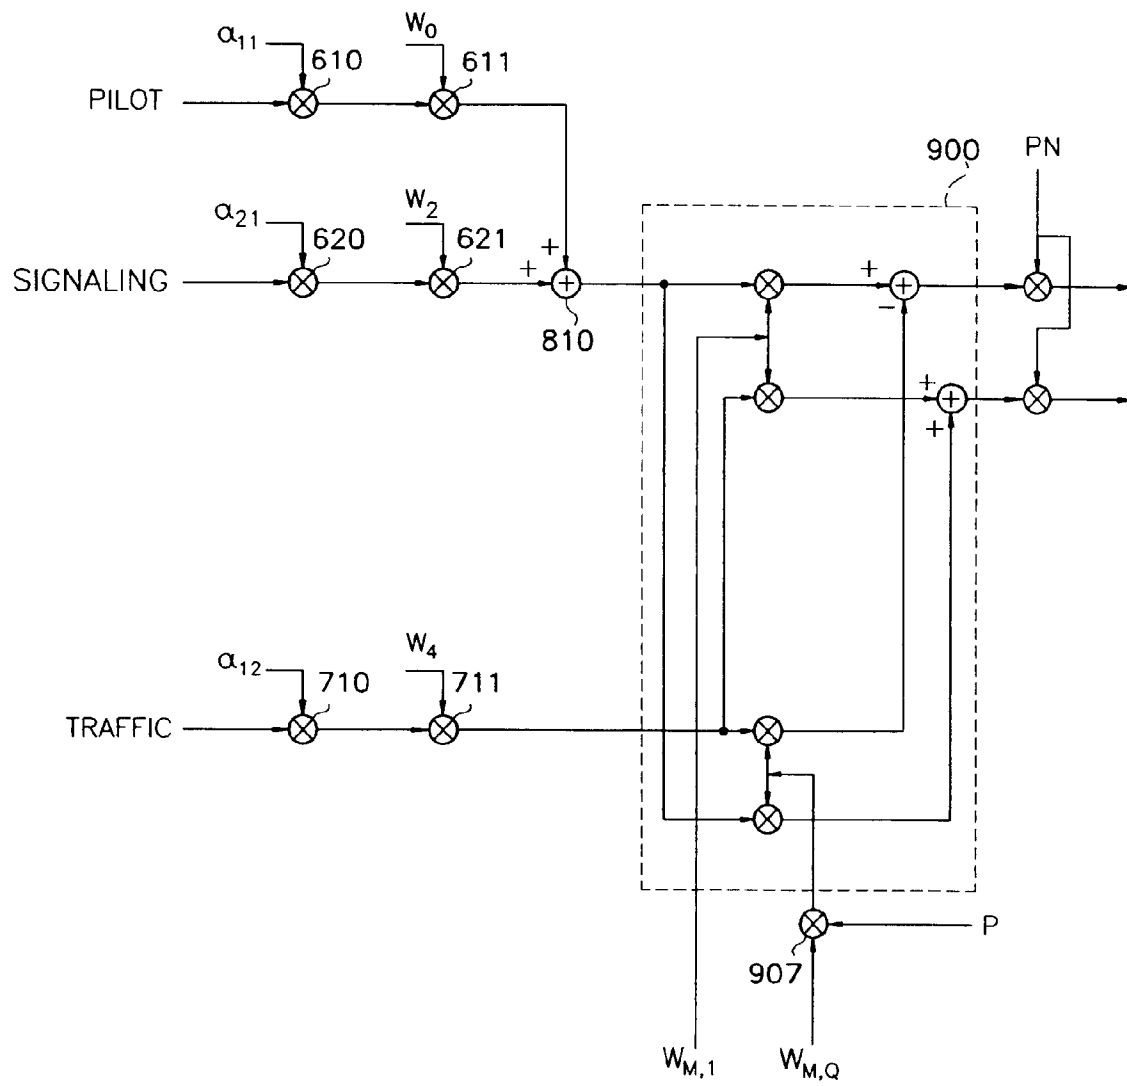 α11
W0
610
611
PILOT
900
PN
α21
W2
620
621
+
+
+
SIGNALING
−
810
+
+
α12
W4
710
711
TRAFFIC
P
907
WM,1
WM,Q